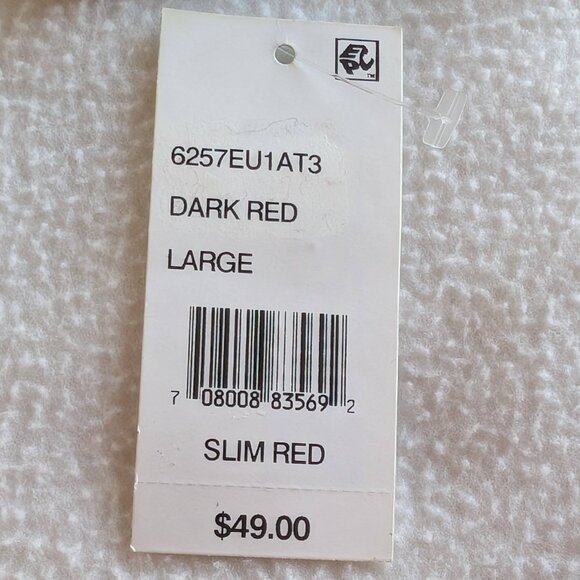 6257EU1AT3
DARK RED
LARGE
7 08008 83569 2
SLIM RED
$49.00